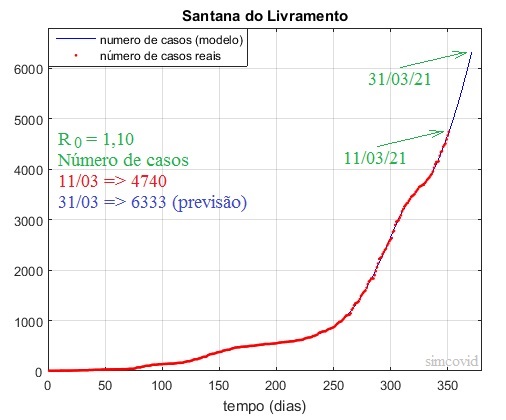 Santana do Livramento
numero de casos (modelo)
número de casos reais
31/03/21
R0 = 1,10
Número de casos
11/03 => 4740
31/03 => 6333 (previsão)
11/03/21
6000
5000
4000
3000
2000
1000
0
0 50 100 150 200 250 300 350
tempo (dias)
simcovid